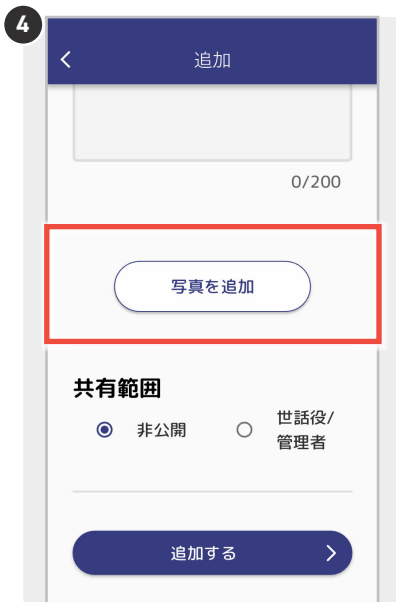 4
追加
0/200
写真を追加
共有範囲
非公開
世話役/
管理者
追加する